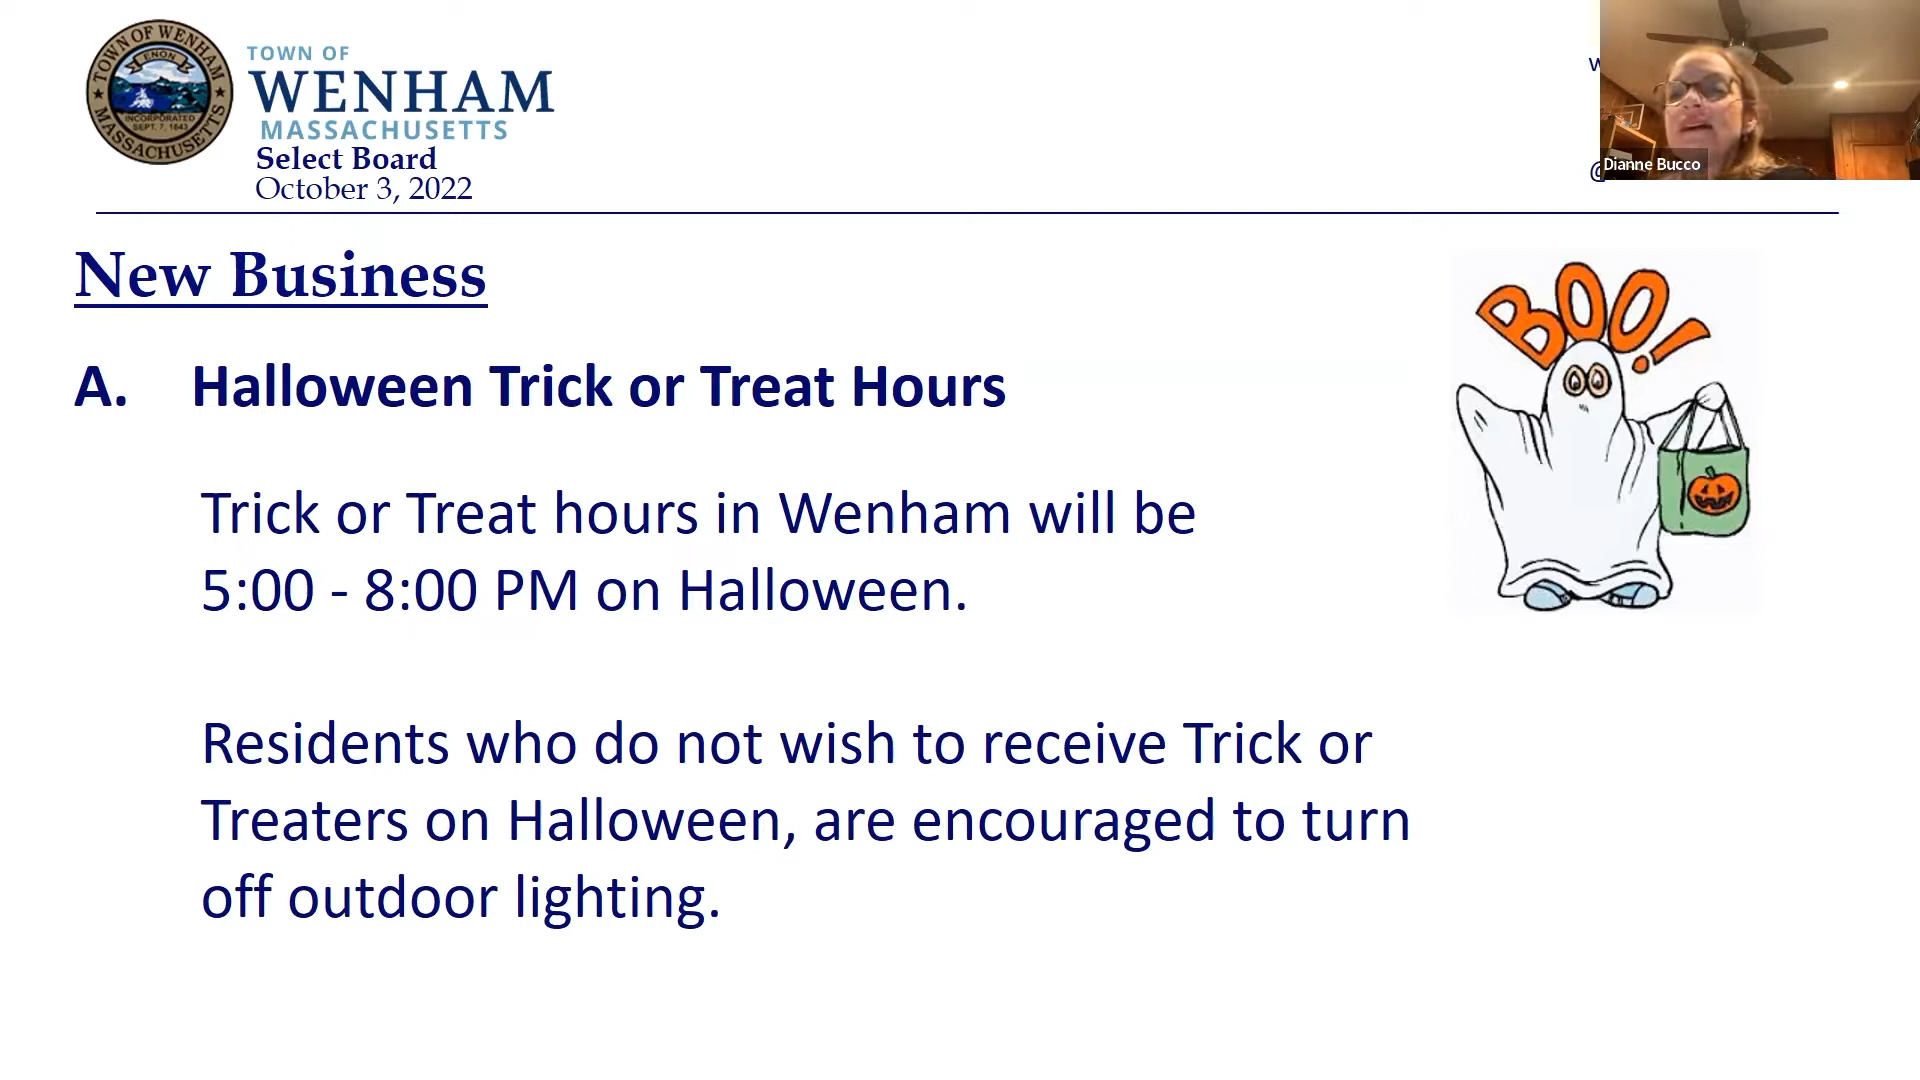 TOWN OF WENHAM
MASSACHUSETTS
ENON
INCORPORATED
SEPT. 7, 1643
TOWN OF
WENHAM
MASSACHUSETTS
Select Board
October 3, 2022
Dianne Bucco
New Business
BOO!
A. Halloween Trick or Treat Hours
Trick or Treat hours in Wenham will be
5:00 - 8:00 PM on Halloween.
Residents who do not wish to receive Trick or
Treaters on Halloween, are encouraged to turn
off outdoor lighting.